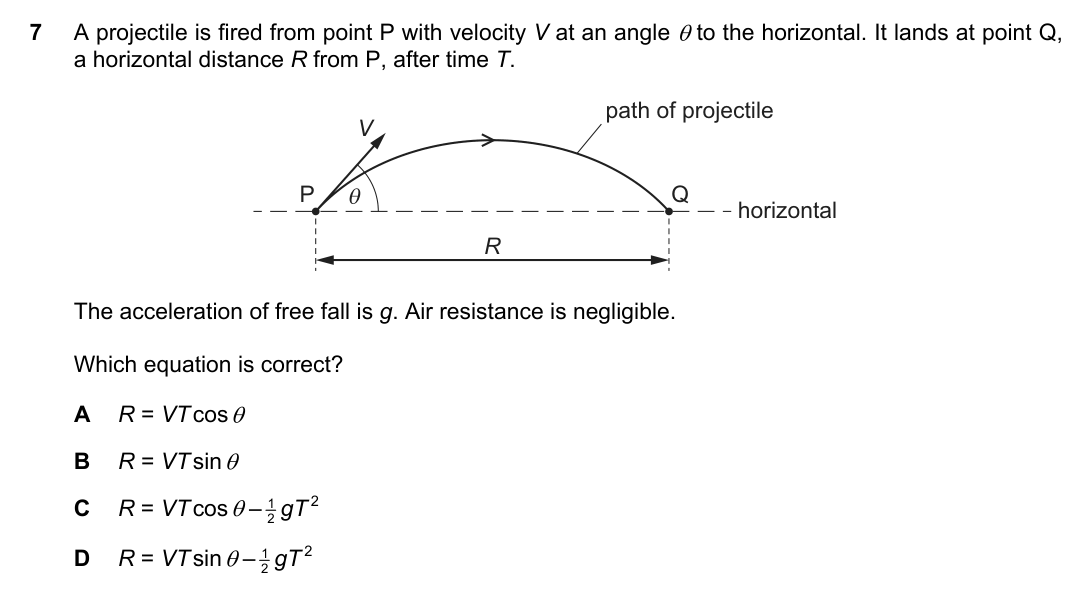 7 A projectile is fired from point P with velocity V at an angle θ to the horizontal. It lands at point Q,
a horizontal distance R from P, after time T.
path of projectile
V
P
θ
Q
horizontal
R
The acceleration of free fall is g. Air resistance is negligible.
Which equation is correct?
A R = VT cos θ
B R = VT sin θ
C R = VT cos θ – ½gT²
D R = VT sin θ – ½gT²